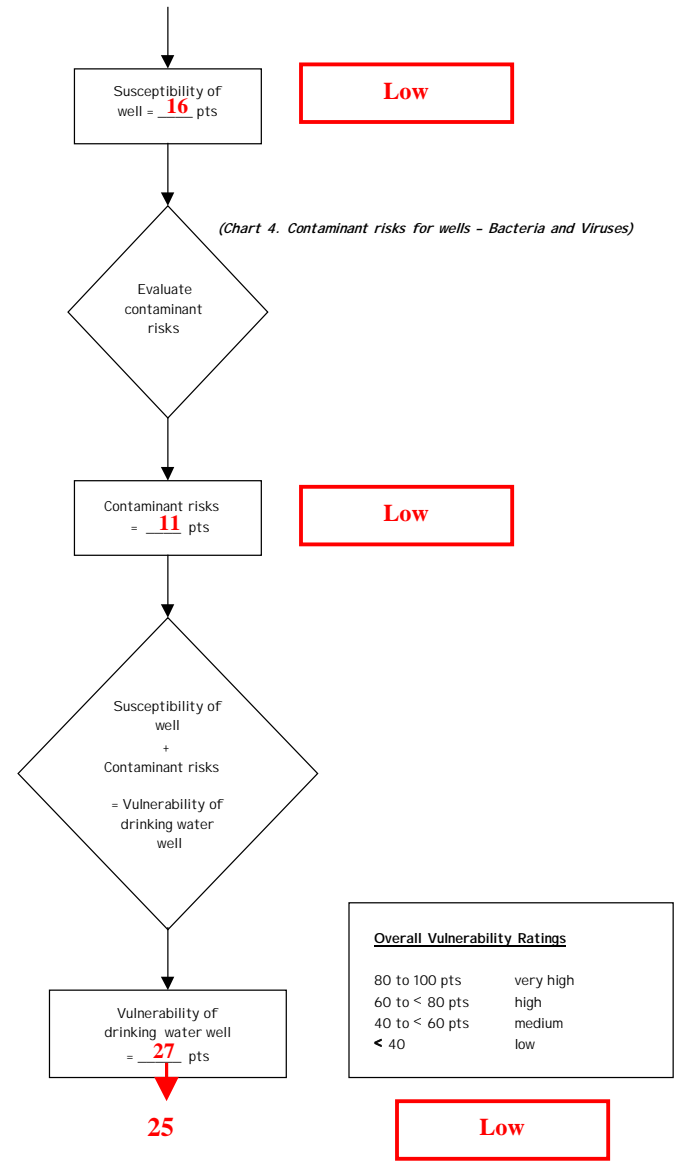 Susceptibility of
well = 16 pts
Low
(Chart 4. Contaminant risks for wells – Bacteria and Viruses)
Evaluate
contaminant
risks
Contaminant risks
= 11 pts
Low
Susceptibility of
well
+
Contaminant risks
= Vulnerability of
drinking water
well
Vulnerability of
drinking water well
= 27 pts
25
Overall Vulnerability Ratings
80 to 100 pts very high
60 to < 80 pts high
40 to < 60 pts medium
< 40 low
Low